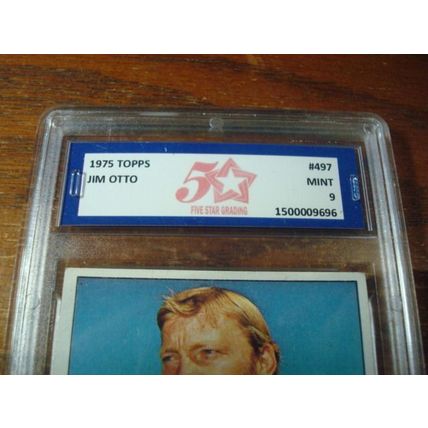 1975 TOPPS
JIM OTTO
5
FIVE STAR GRADING
#497
MINT
9
1500009696